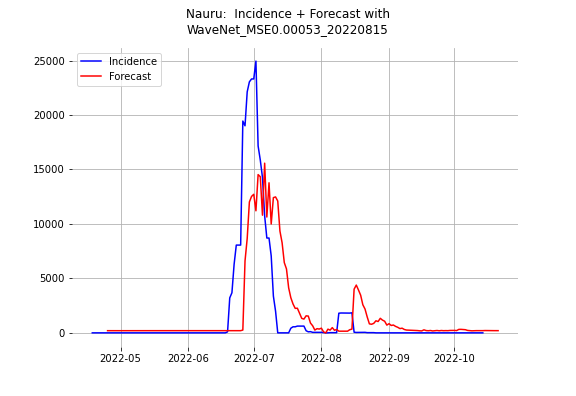 Nauru:  Incidence + Forecast with
WaveNet_MSE0.00053_20220815
Incidence
Forecast
25000
20000
15000
10000
5000
0
2022-05 2022-06 2022-07 2022-08 2022-09 2022-10